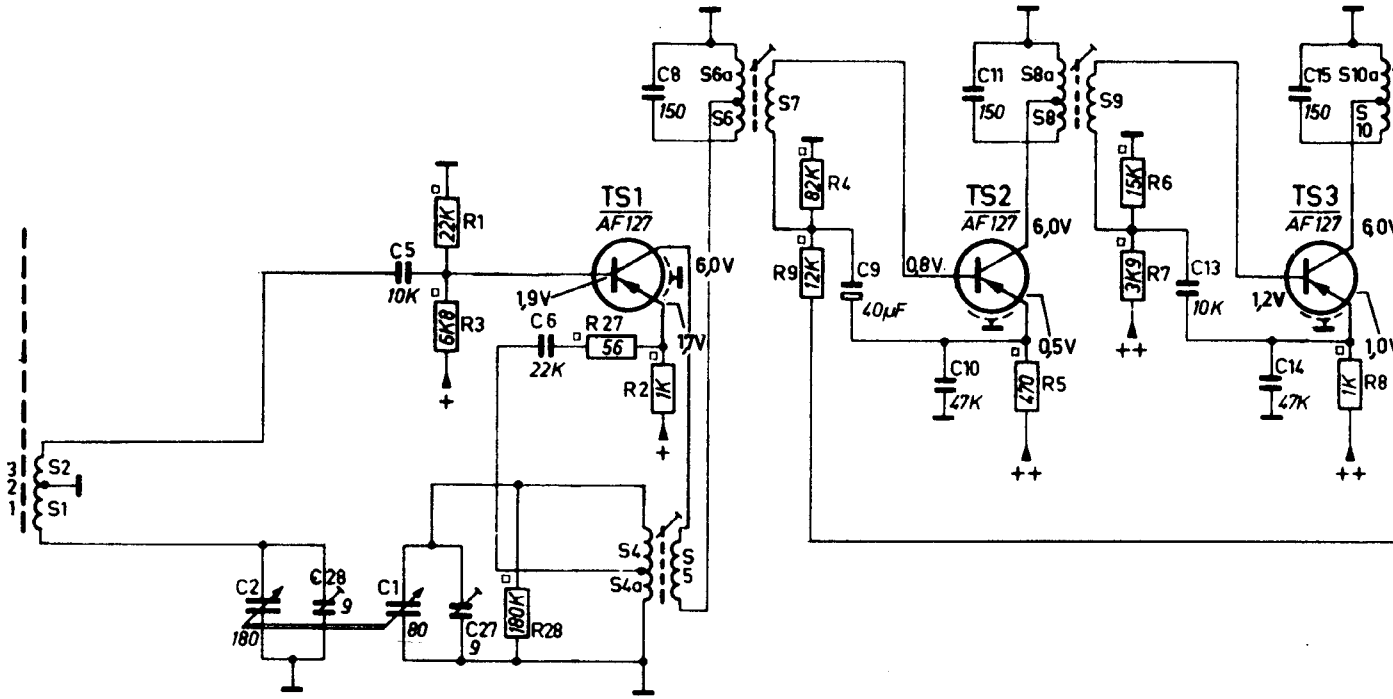 C8
150
S6a
S6
S7
C11
150
S8a
S8
S9
C15
150
S10a
S
10
82K
R4
15K
R6
TS1
AF127
TS2
AF127
TS3
AF127
22K
R1
6,0V
6,0V
6,0V
C5
10K
R9
12K
C9
40µF
0,8V
R7
3K9
C13
10K
1,2V
1,9V
6K8
R3
C6
22K
R27
56
1,7V
0,5V
1,0V
R2
1K
C10
47K
470
R5
C14
47K
1K
R8
+
+
++
++
++
3
2
1
S2
S1
S4
S4a
S
5
C2
180
C28
9
C1
80
C27
9
180K
R28